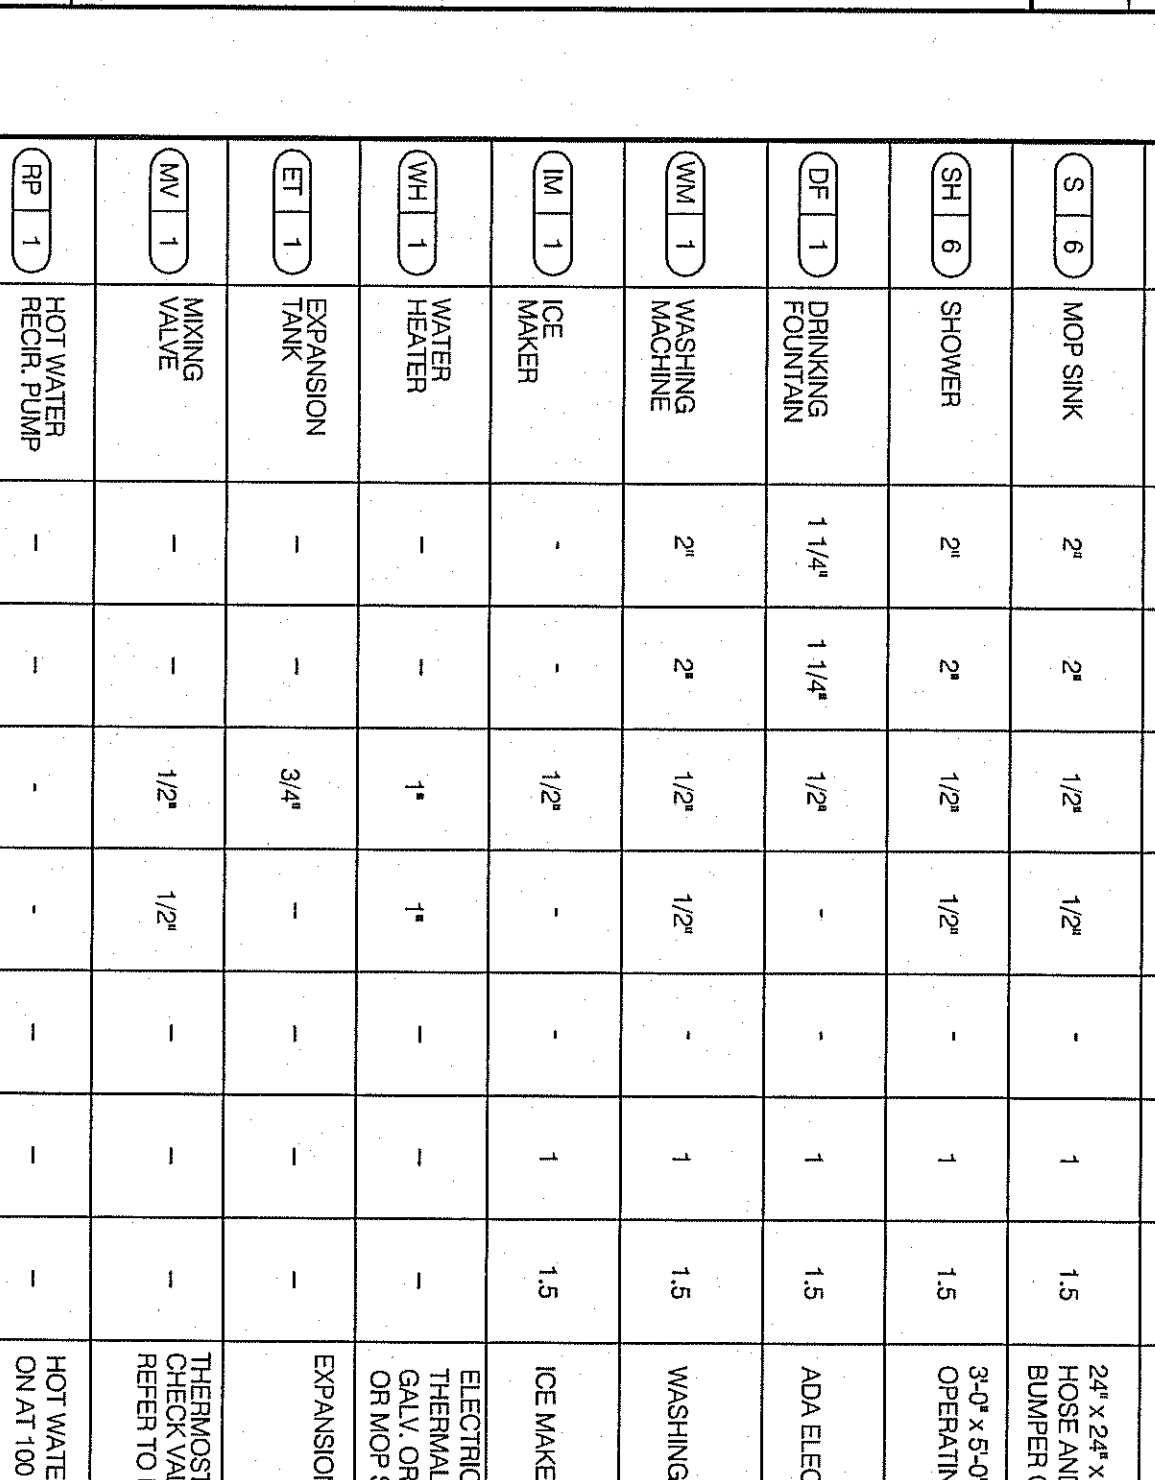 S 6 MOP SINK 2" 2" 1/2" 1/2" - 1 1.5 24" x 24" x
HOSE AND
BUMPER
SH 6 SHOWER 2" 2" 1/2" 1/2" - 1 1.5 3'-0" x 5'-0"
OPERATIN
DF 1 DRINKING
FOUNTAIN 1 1/4" 1 1/4" 1/2" - - 1 1.5 ADA ELEC
WM 1 WASHING
MACHINE 2" 2" 1/2" 1/2" - 1 1.5 WASHING
IM 1 ICE
MAKER - - 1/2" - - 1 1.5 ICE MAKE
WH 1 WATER
HEATER – – 1" 1" – – – ELECTRIC
THERMAL
GALV. OR
OR MOP S
ET 1 EXPANSION
TANK – – 3/4" – – – – EXPANSION
MV 1 MIXING
VALVE – – 1/2" 1/2" – – – THERMOST
CHECK VAL
REFER TO
RP 1 HOT WATER
RECIR. PUMP – – - - – – – HOT WATE
ON AT 100